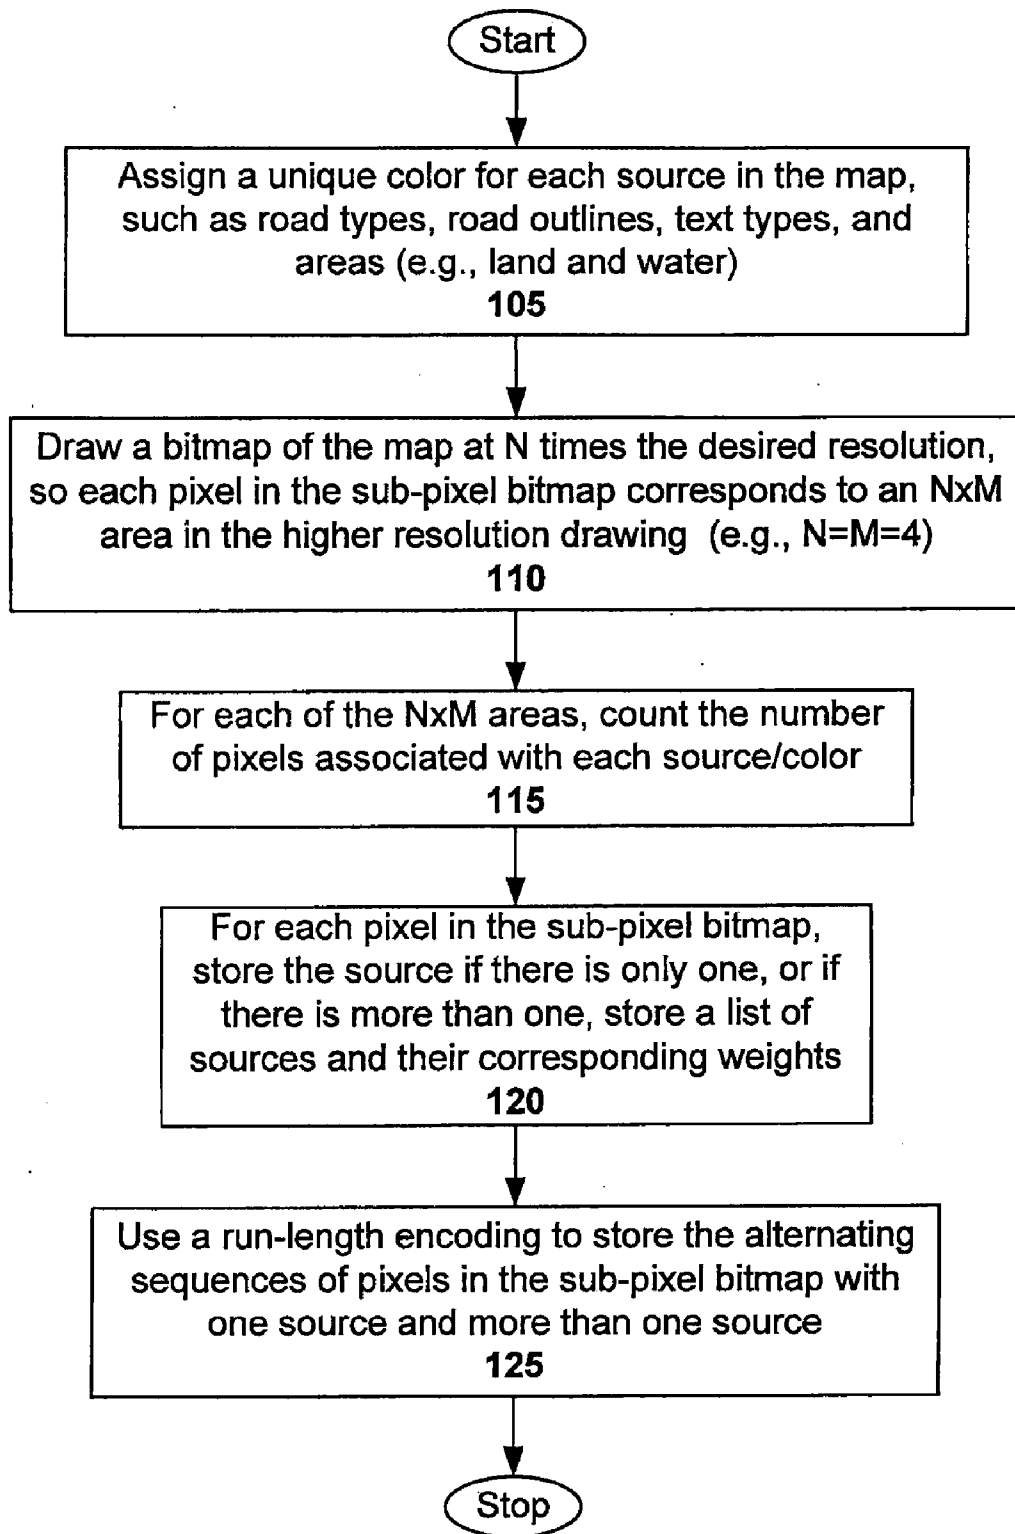 Start
Assign a unique color for each source in the map,
such as road types, road outlines, text types, and
areas (e.g., land and water)
105
Draw a bitmap of the map at N times the desired resolution,
so each pixel in the sub-pixel bitmap corresponds to an NxM
area in the higher resolution drawing (e.g., N=M=4)
110
For each of the NxM areas, count the number
of pixels associated with each source/color
115
For each pixel in the sub-pixel bitmap,
store the source if there is only one, or if
there is more than one, store a list of
sources and their corresponding weights
120
Use a run-length encoding to store the alternating
sequences of pixels in the sub-pixel bitmap with
one source and more than one source
125
Stop